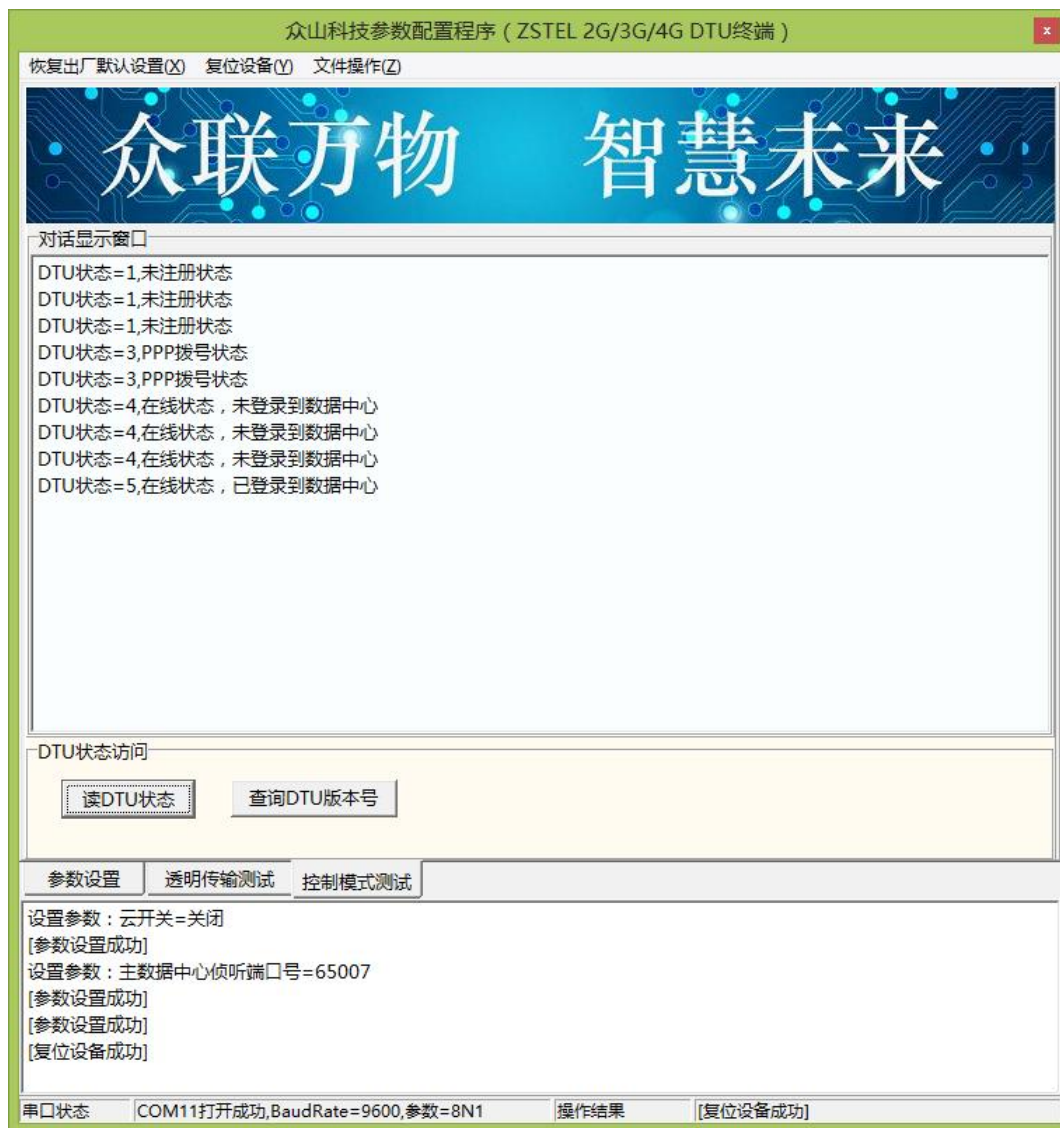 众山科技参数配置程序（ZSTEL 2G/3G/4G DTU终端）
x
恢复出厂默认设置(X) 复位设备(Y) 文件操作(Z)
众联万物 智慧未来
对话显示窗口
DTU状态=1,未注册状态
DTU状态=1,未注册状态
DTU状态=1,未注册状态
DTU状态=3,PPP拨号状态
DTU状态=3,PPP拨号状态
DTU状态=4,在线状态，未登录到数据中心
DTU状态=4,在线状态，未登录到数据中心
DTU状态=4,在线状态，未登录到数据中心
DTU状态=5,在线状态，已登录到数据中心
DTU状态访问
读DTU状态 查询DTU版本号
参数设置 透明传输测试 控制模式测试
设置参数：云开关=关闭
[参数设置成功]
设置参数：主数据中心侦听端口号=65007
[参数设置成功]
[参数设置成功]
[复位设备成功]
串口状态 COM11打开成功,BaudRate=9600,参数=8N1 操作结果 [复位设备成功]